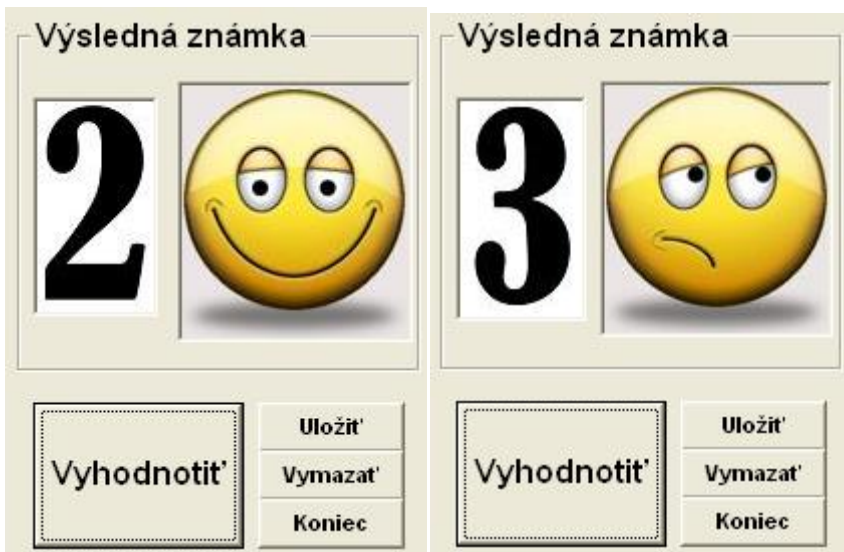 Výsledná známka
2
Vyhodnotiť
Uložiť
Vymazať
Koniec
Výsledná známka
3
Vyhodnotiť
Uložiť
Vymazať
Koniec